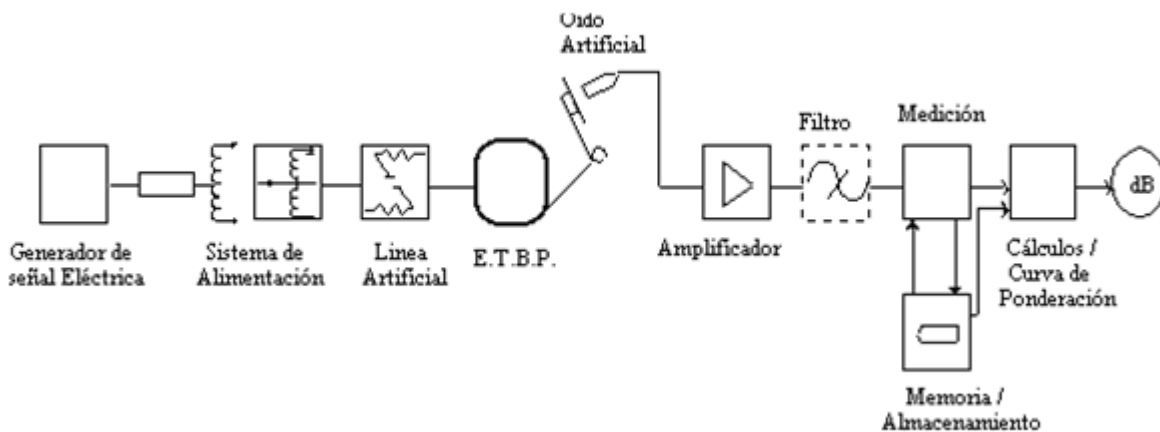 Oido
Artificial
Filtro
Medición
dB
Generador de
señal Eléctrica
Sistema de
Alimentación
Linea
Artificial
E.T.B.P.
Amplificador
Cálculos /
Curva de
Ponderación
Memoria /
Almacenamiento